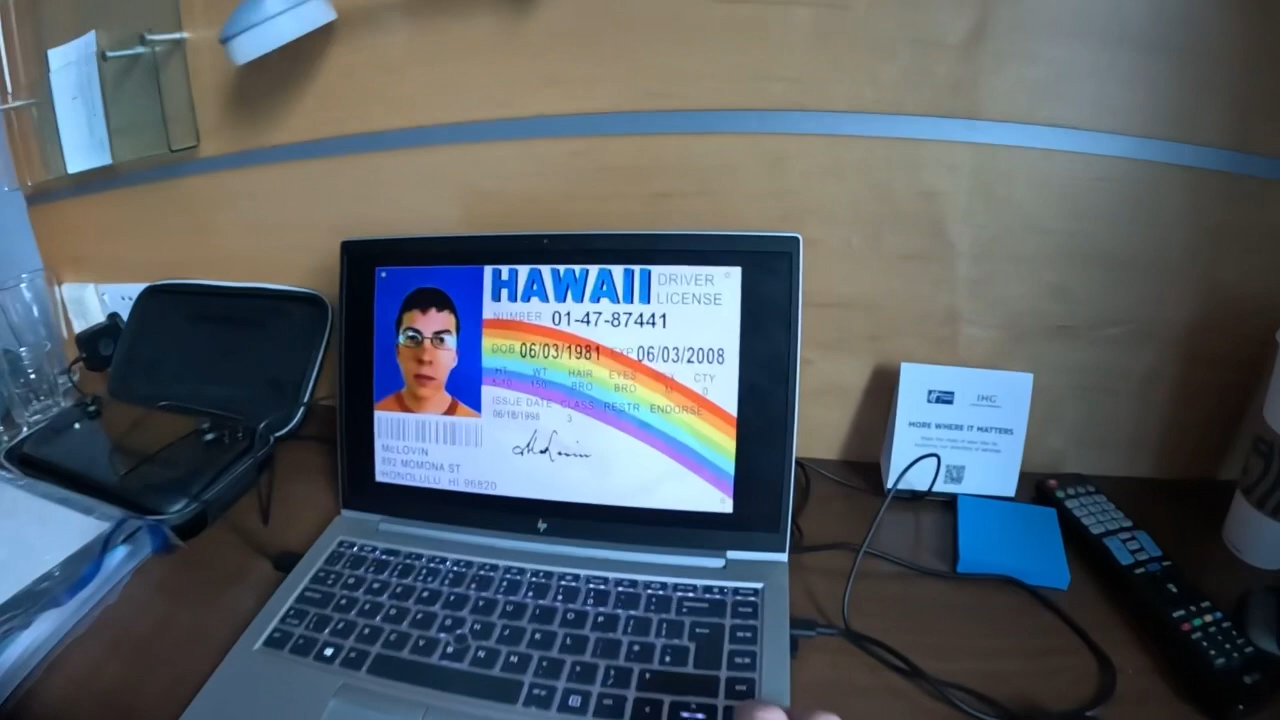 HAWAII DRIVER
LICENSE
NUMBER 01-47-87441
DOB 06/03/1981 EXP 06/03/2008
HT WT HAIR EYES CTY
5-10 150 BRO BRO M 0
ISSUE DATE CLASS RESTR ENDORSE
06/18/1998 3
McLovin
McLOVIN
892 MOMONA ST
HONOLULU, HI 96820
hp
IHG
MORE WHERE IT MATTERS